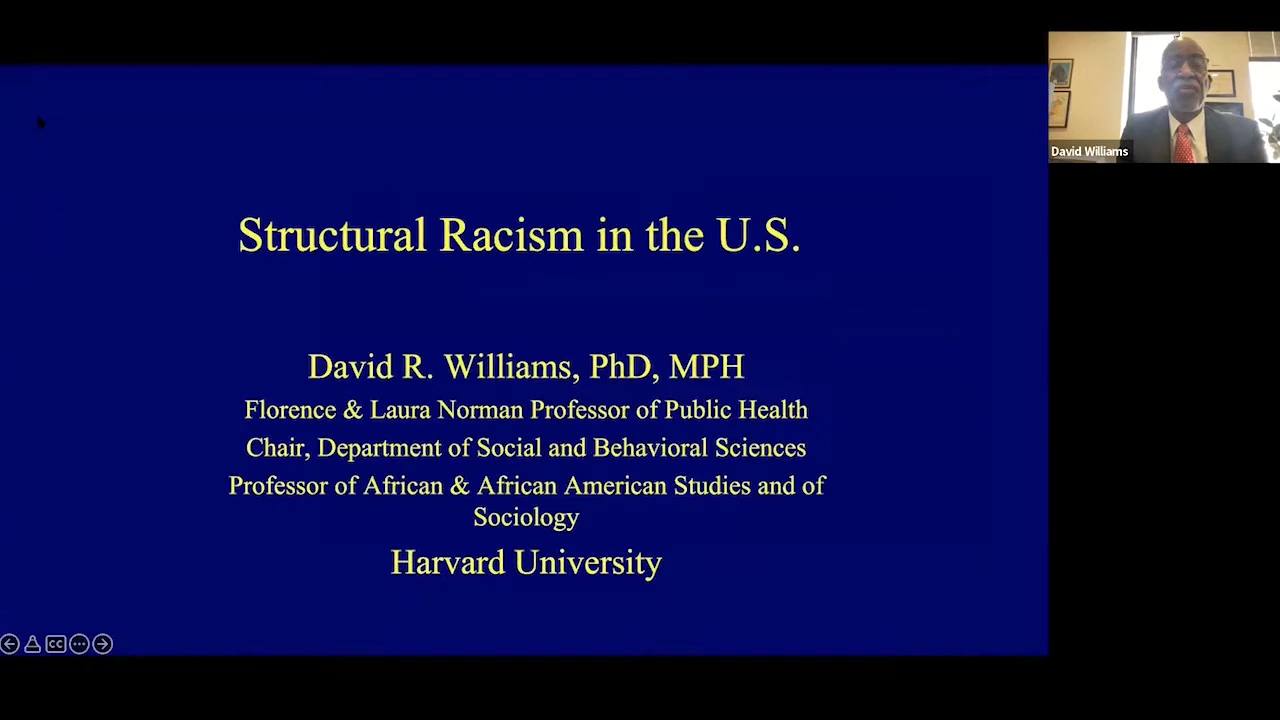 David Williams
Structural Racism in the U.S.
David R. Williams, PhD, MPH
Florence & Laura Norman Professor of Public Health
Chair, Department of Social and Behavioral Sciences
Professor of African & African American Studies and of
Sociology
Harvard University
CC